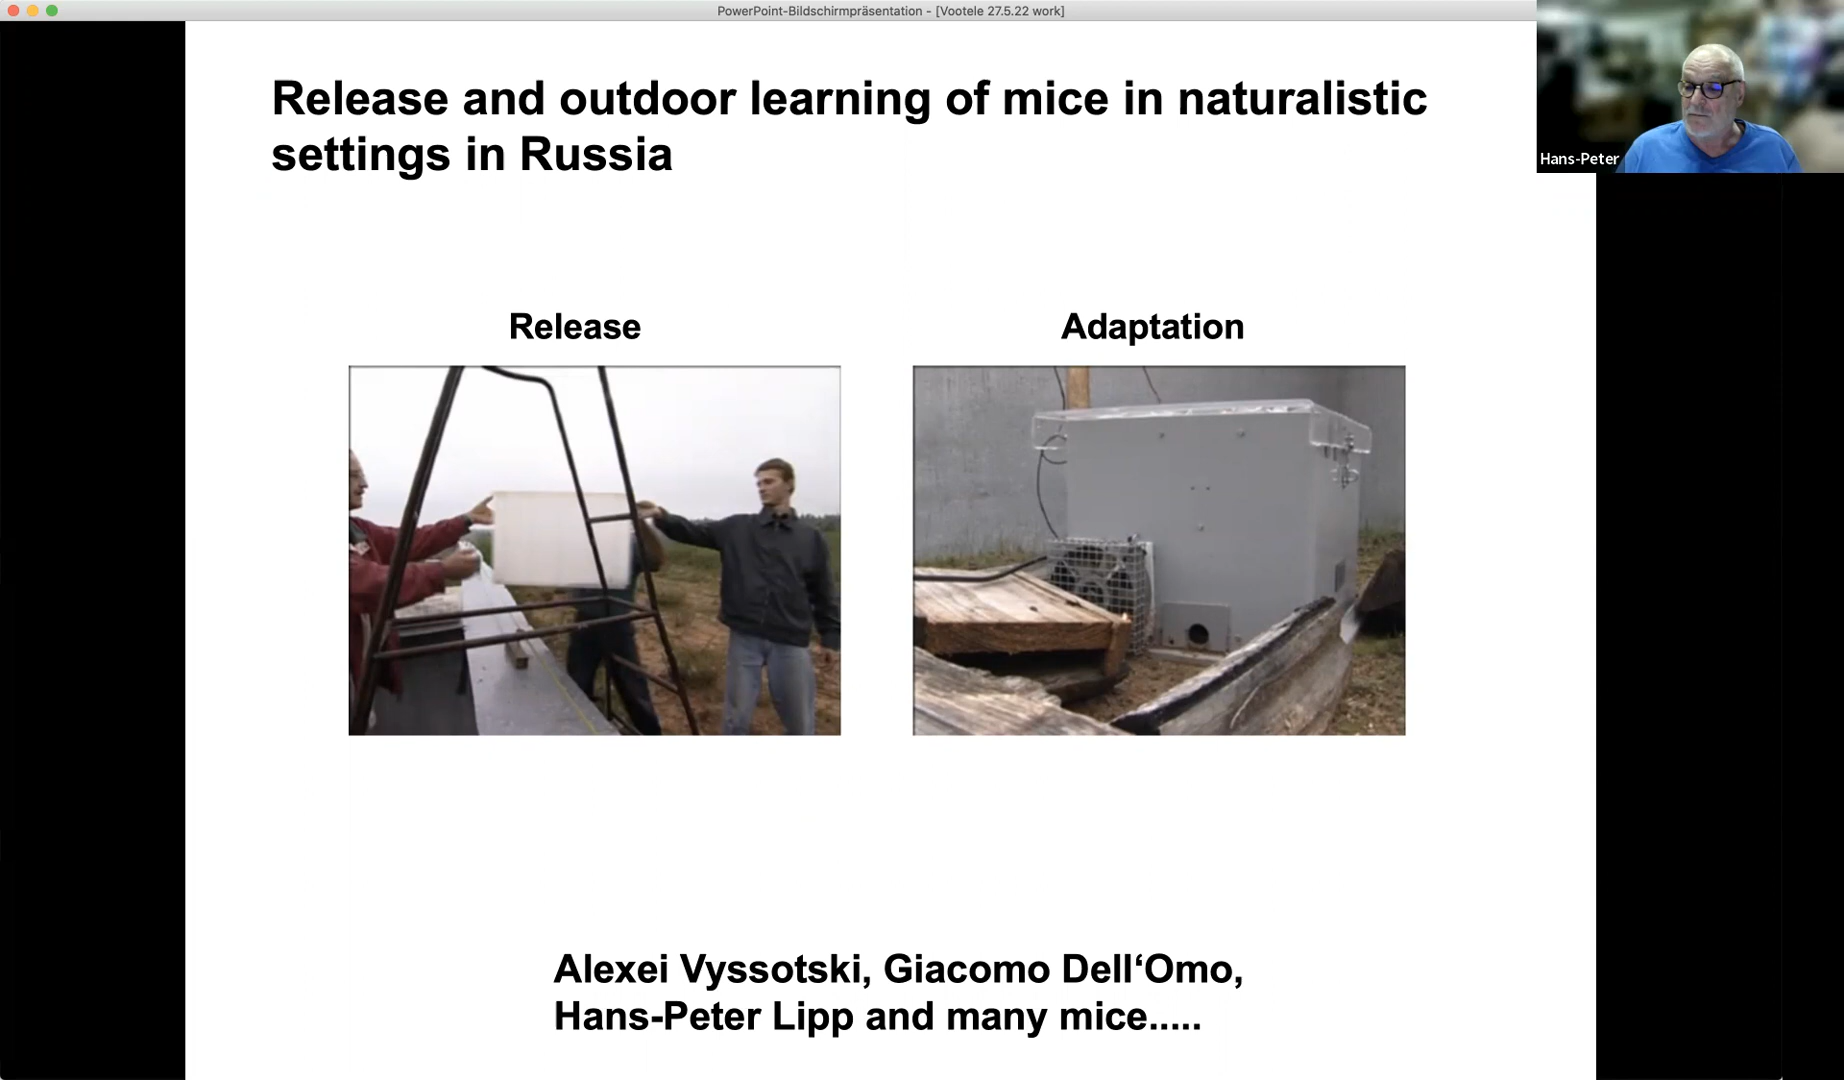 PowerPoint-Bildschirmpräsentation - [Vootele 27.5.22 work]
Release and outdoor learning of mice in naturalistic
settings in Russia
Hans-Peter
Release
Adaptation
Alexei Vyssotski, Giacomo Dell‘Omo,
Hans-Peter Lipp and many mice.....